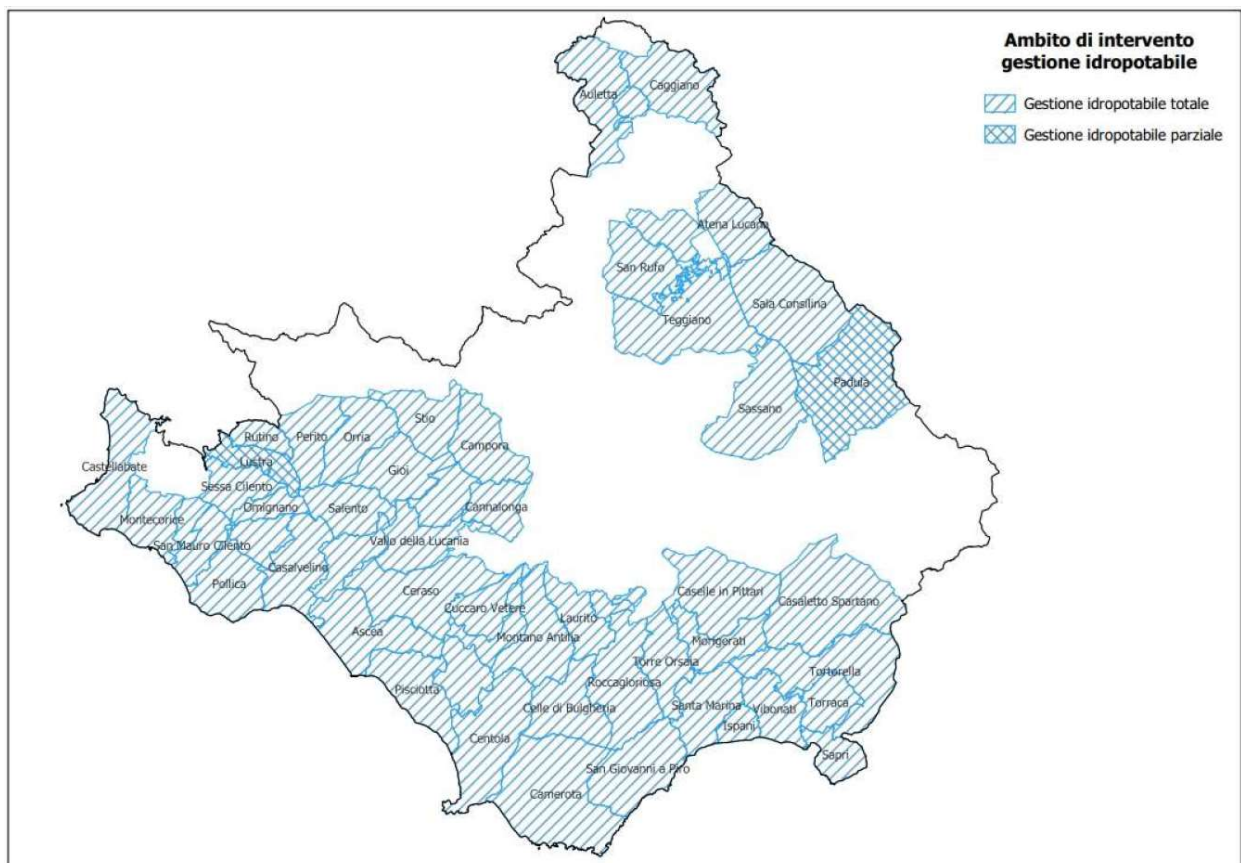 Ambito di intervento
gestione idropotabile
Gestione idropotabile totale
Gestione idropotabile parziale
Auletta
Caggiano
Atena Lucana
San Rufo
Sala Consilina
Teggiano
Padula
Sassano
Stio
Rutino
Perito
Orria
Campora
Lustra
Castellabate
Gioi
Sessa Cilento
Omignano
Salento
Cannalonga
Montecorice
San Mauro Cilento
Vallo della Lucania
Casalvelino
Pollica
Ceraso
Caselle in Pittari
Casaletto Spartano
Cuccaro Vetere
Laurito
Ascea
Montano Antilia
Morigerati
Torre Orsaia
Tortorella
Pisciotta
Roccagloriosa
Celle di Bulgheria
Santa Marina
Vibonati
Torraca
Ispani
Centola
Sapri
San Giovanni a Piro
Camerota